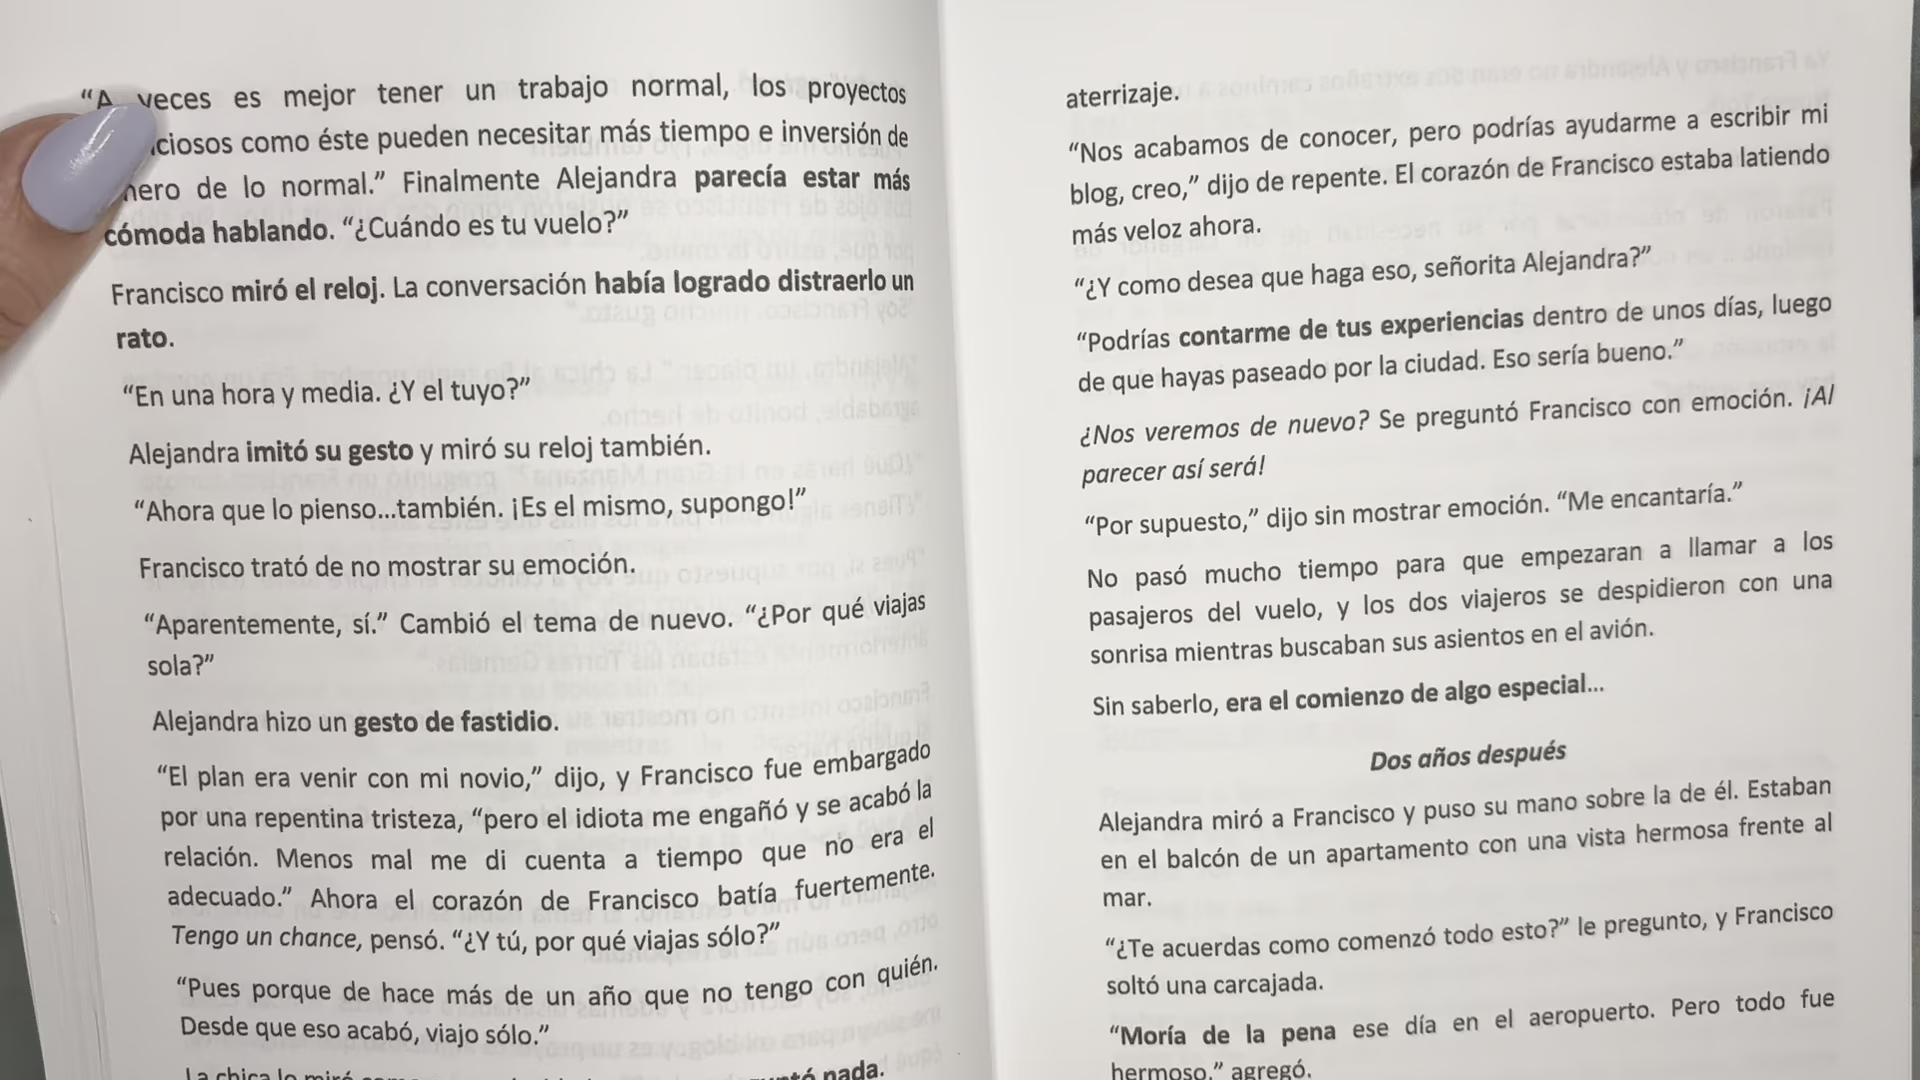 “A veces es mejor tener un trabajo normal, los proyectos
ciosos como éste pueden necesitar más tiempo e inversión de
nero de lo normal.” Finalmente Alejandra parecía estar más
cómoda hablando. “¿Cuándo es tu vuelo?”
Francisco miró el reloj. La conversación había logrado distraerlo un
rato.
“En una hora y media. ¿Y el tuyo?”
Alejandra imitó su gesto y miró su reloj también.
“Ahora que lo pienso...también. ¡Es el mismo, supongo!”
Francisco trató de no mostrar su emoción.
“Aparentemente, sí.” Cambió el tema de nuevo. “¿Por qué viajas
sola?”
Alejandra hizo un gesto de fastidio.
“El plan era venir con mi novio,” dijo, y Francisco fue embargado
por una repentina tristeza, “pero el idiota me engañó y se acabó la
relación. Menos mal me di cuenta a tiempo que no era el
adecuado.” Ahora el corazón de Francisco batía fuertemente.
Tengo un chance, pensó. “¿Y tú, por qué viajas sólo?”
“Pues porque de hace más de un año que no tengo con quién.
Desde que eso acabó, viajo sólo.”
La chica lo miró nada.
aterrizaje.
“Nos acabamos de conocer, pero podrías ayudarme a escribir mi
blog, creo,” dijo de repente. El corazón de Francisco estaba latiendo
más veloz ahora.
“¿Y como desea que haga eso, señorita Alejandra?”
“Podrías contarme de tus experiencias dentro de unos días, luego
de que hayas paseado por la ciudad. Eso sería bueno.”
¿Nos veremos de nuevo? Se preguntó Francisco con emoción. ¡Al
parecer así será!
“Por supuesto,” dijo sin mostrar emoción. “Me encantaría.”
No pasó mucho tiempo para que empezaran a llamar a los
pasajeros del vuelo, y los dos viajeros se despidieron con una
sonrisa mientras buscaban sus asientos en el avión.
Sin saberlo, era el comienzo de algo especial...
Dos años después
Alejandra miró a Francisco y puso su mano sobre la de él. Estaban
en el balcón de un apartamento con una vista hermosa frente al
mar.
“¿Te acuerdas como comenzó todo esto?” le pregunto, y Francisco
soltó una carcajada.
“Moría de la pena ese día en el aeropuerto. Pero todo fue
hermoso,” agregó.